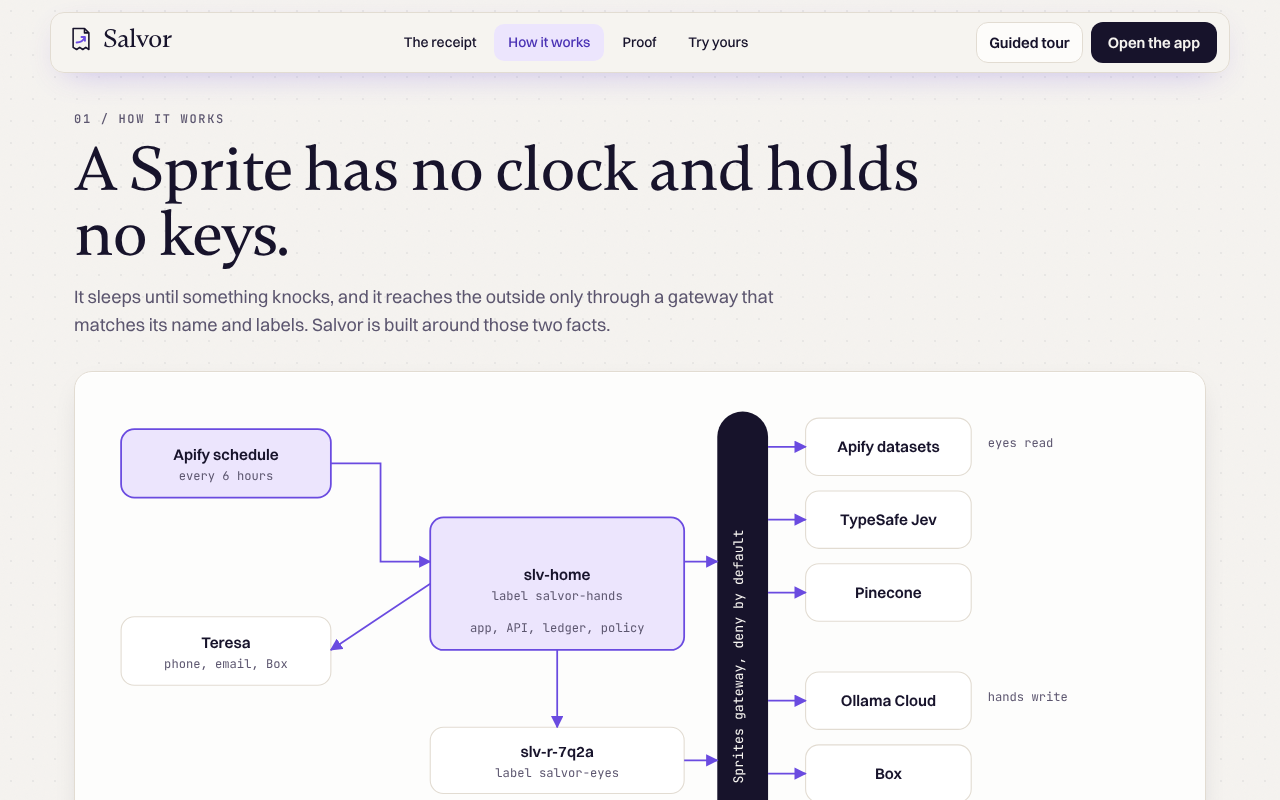 Salvor
The receipt
How it works
Proof
Try yours
Guided tour
Open the app
01 / HOW IT WORKS
A Sprite has no clock and holds
no keys.
It sleeps until something knocks, and it reaches the outside only through a gateway that
matches its name and labels. Salvor is built around those two facts.
Apify schedule
every 6 hours
Teresa
phone, email, Box
slv-home
label salvor-hands
app, API, ledger, policy
slv-r-7q2a
label salvor-eyes
Sprites gateway, deny by default
Apify datasets
eyes read
TypeSafe Jev
Pinecone
Ollama Cloud
hands write
Box